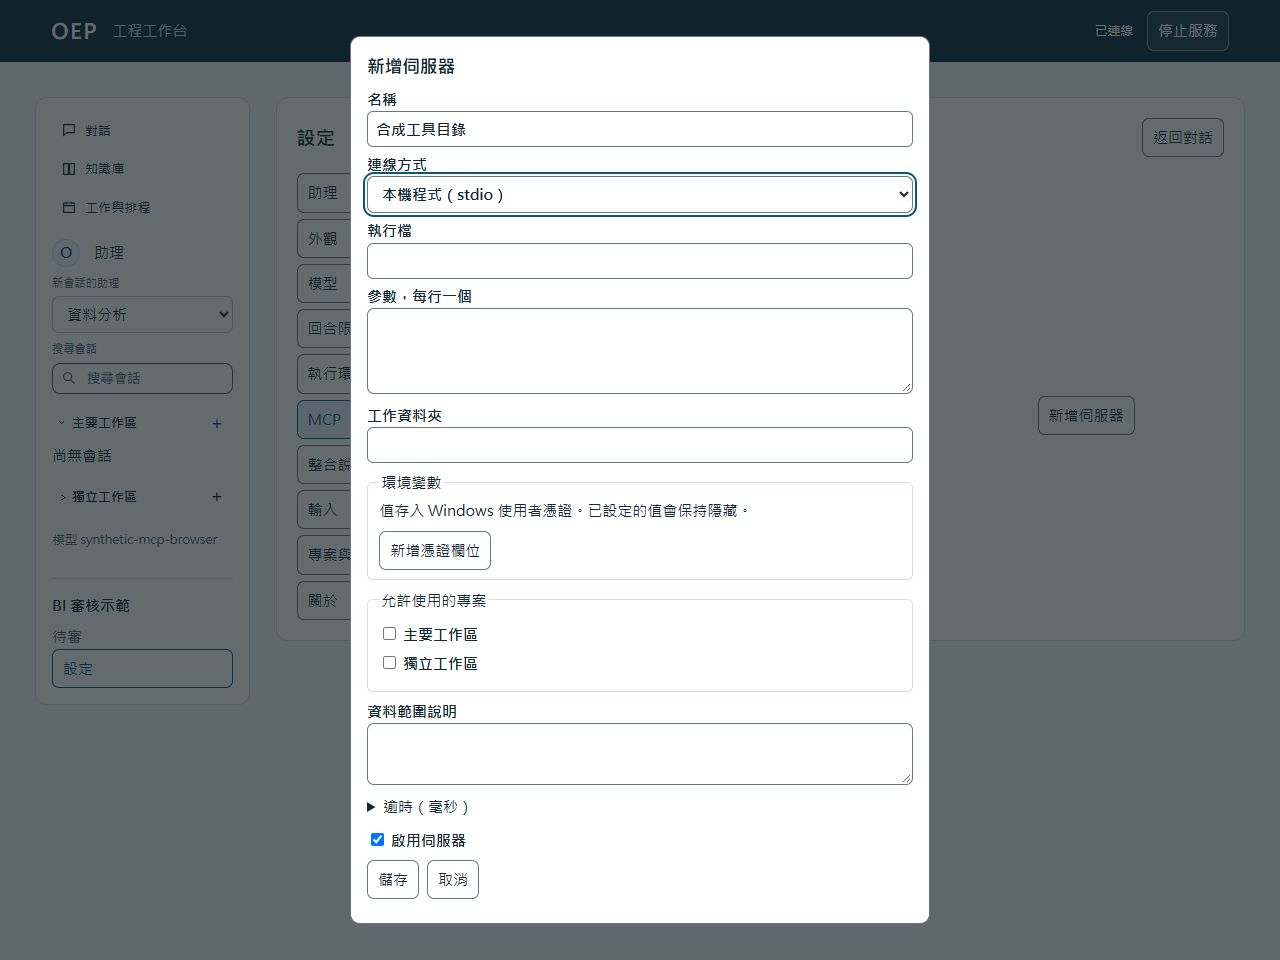 OEP 工程工作台
已連線
停止服務
對話
知識庫
工作與排程
O 助理
新會話的助理
資料分析
搜尋會話
搜尋會話
主要工作區 +
尚無會話
獨立工作區 +
模型 synthetic-mcp-browser
BI 審核示範
待審
設定
設定
返回對話
助理
外觀
模型
回合限
執行環
MCP
整合說
輸入
專案與
關於
新增伺服器
新增伺服器
名稱
合成工具目錄
連線方式
本機程式（stdio）
執行檔
參數，每行一個
工作資料夾
環境變數
值存入 Windows 使用者憑證。已設定的值會保持隱藏。
新增憑證欄位
允許使用的專案
主要工作區
獨立工作區
資料範圍說明
逾時（毫秒）
啟用伺服器
儲存
取消